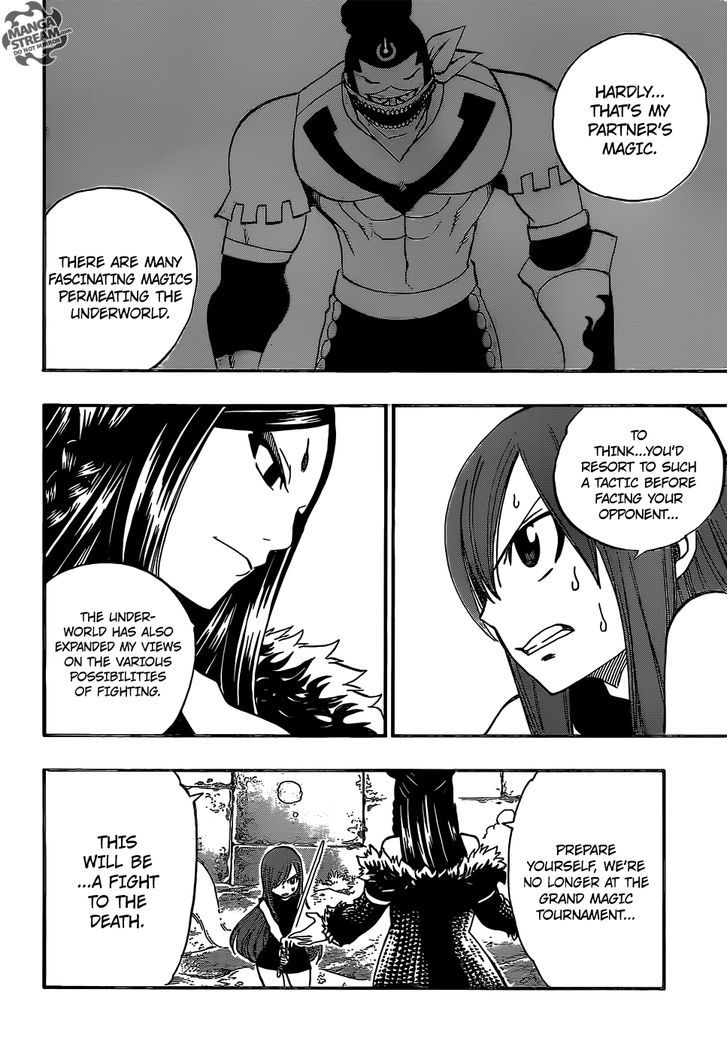 MANGA
STREAM.com
DO NOT MIRROR
HARDLY...
THAT'S MY
PARTNER'S
MAGIC.
THERE ARE MANY
FASCINATING MAGICS
PERMEATING THE
UNDERWORLD.
TO
THINK...YOU'D
RESORT TO SUCH
A TACTIC BEFORE
FACING YOUR
OPPONENT...
THE UNDER-
WORLD HAS ALSO
EXPANDED MY VIEWS
ON THE VARIOUS
POSSIBILITIES
OF FIGHTING.
PREPARE
YOURSELF, WE'RE
NO LONGER AT THE
GRAND MAGIC
TOURNAMENT...
THIS
WILL BE
...A FIGHT
TO THE
DEATH.